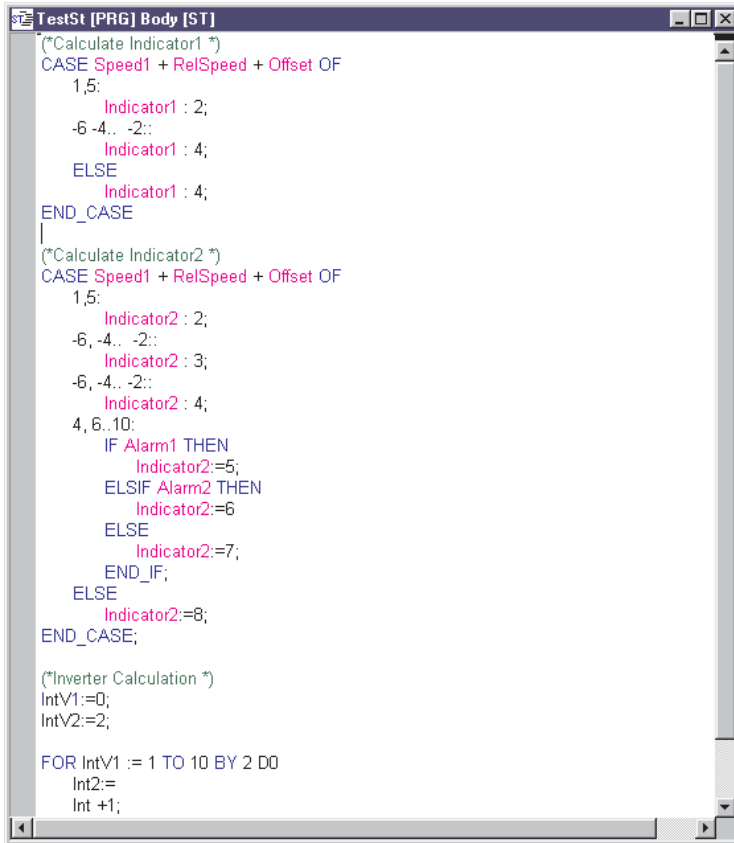 TestSt [PRG] Body [ST]
(*Calculate Indicator1 *)
CASE Speed1 + RelSpeed + Offset OF
1,5:
Indicator1 : 2;
-6 -4.. -2::
Indicator1 : 4;
ELSE
Indicator1 : 4;
END_CASE
(*Calculate Indicator2 *)
CASE Speed1 + RelSpeed + Offset OF
1,5:
Indicator2 : 2;
-6, -4.. -2::
Indicator2 : 3;
-6, -4.. -2::
Indicator2 : 4;
4, 6..10:
IF Alarm1 THEN
Indicator2:=5;
ELSIF Alarm2 THEN
Indicator2:=6
ELSE
Indicator2:=7;
END_IF;
ELSE
Indicator2:=8;
END_CASE;
(*Inverter Calculation *)
IntV1:=0;
IntV2:=2;
FOR IntV1 := 1 TO 10 BY 2 D0
Int2:=
Int +1;